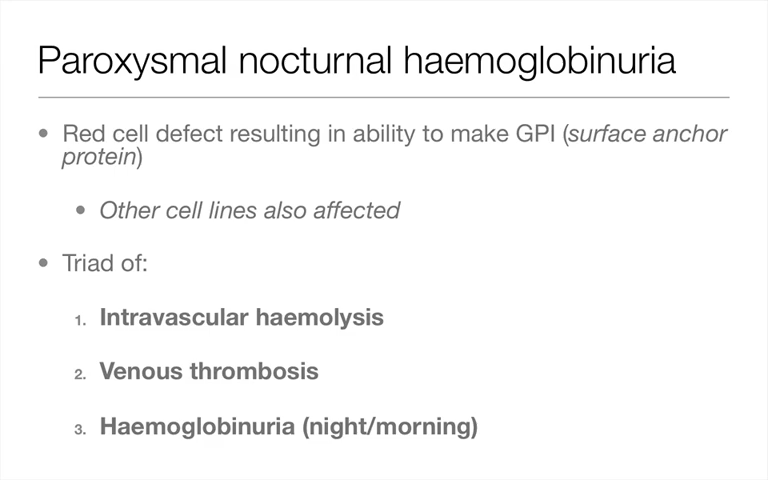 Paroxysmal nocturnal haemoglobinuria
• Red cell defect resulting in ability to make GPI (surface anchor
protein)
• Other cell lines also affected
• Triad of:
1. Intravascular haemolysis
2. Venous thrombosis
3. Haemoglobinuria (night/morning)